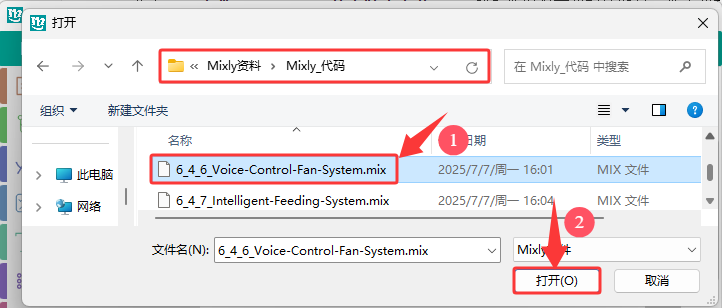 打开
« Mixly资料 › Mixly_代码
在 Mixly_代码 中搜索
组织
新建文件夹
名称
日期
类型
1
6_4_6_Voice-Control-Fan-System.mix
2025/7/7/周一 16:01
MIX 文件
此电脑
6_4_7_Intelligent-Feeding-System.mix
2025/7/7/周一 16:04
MIX 文件
网络
2
文件名(N):
6_4_6_Voice-Control-Fan-System.mix
Mixly 件
打开(O)
取消